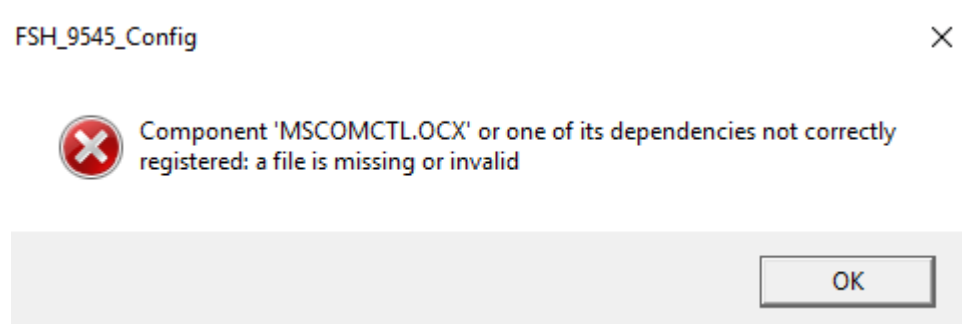 FSH_9545_Config
Component 'MSCOMCTL.OCX' or one of its dependencies not correctly
registered: a file is missing or invalid
OK